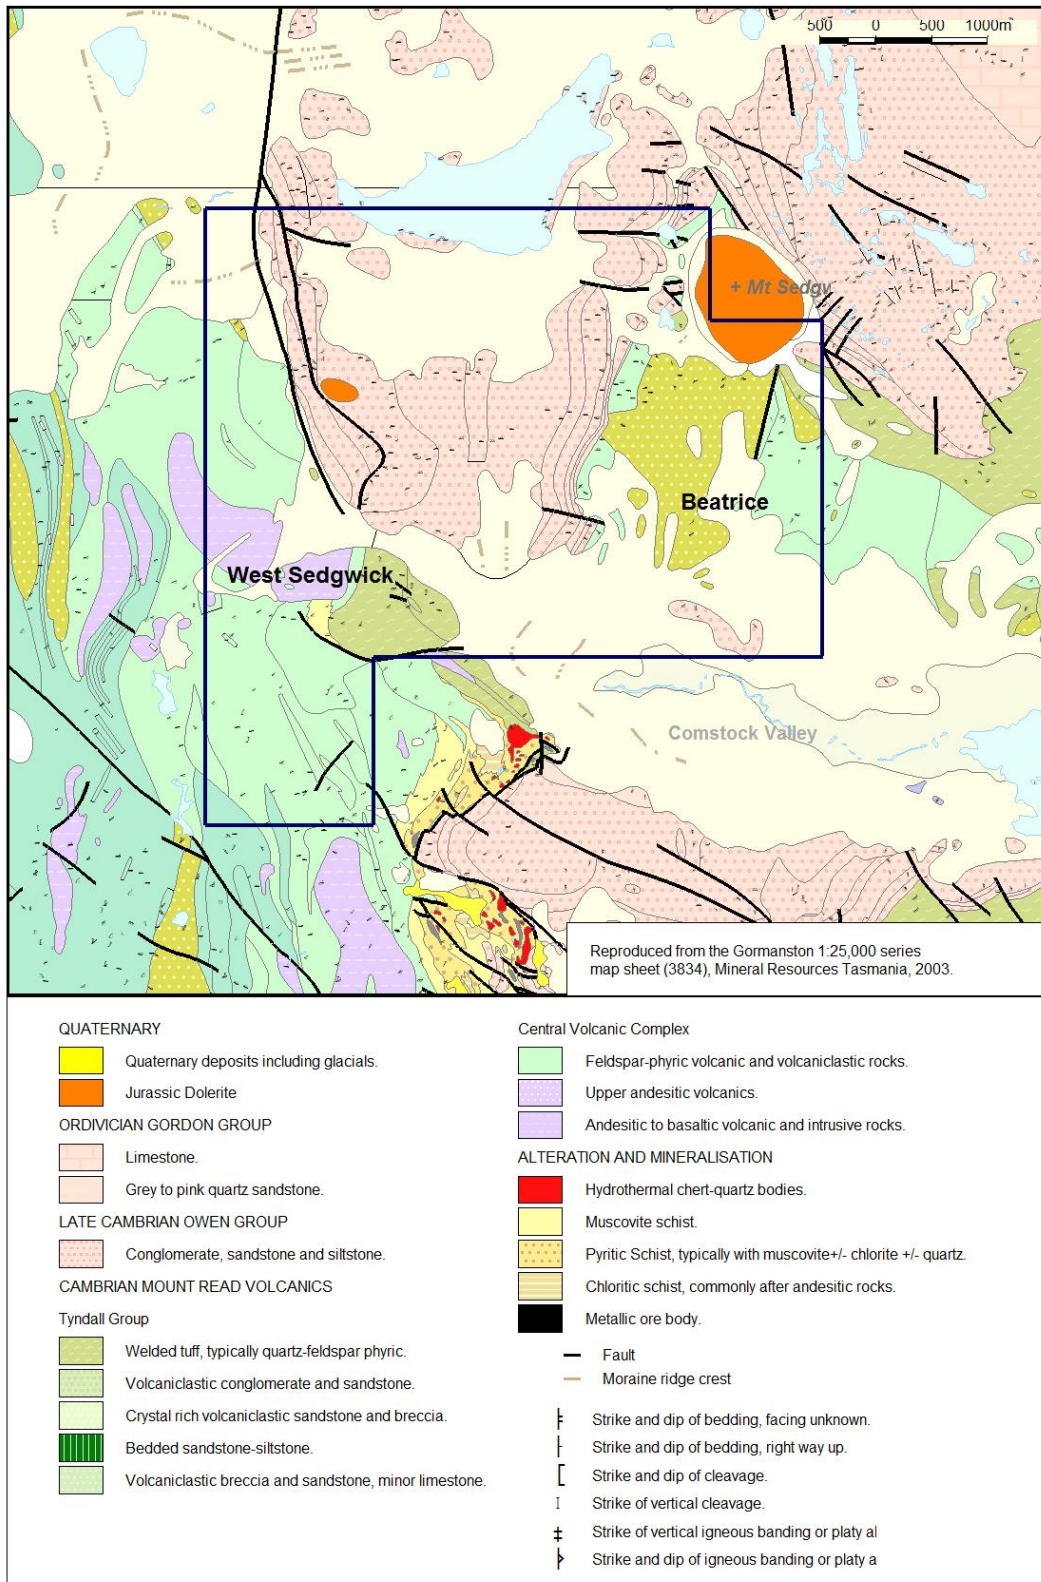 500 0 500 1000m
+ Mt Sedgw
Beatrice
West Sedgwick
Comstock Valley
Reproduced from the Gormanston 1:25,000 series
map sheet (3834), Mineral Resources Tasmania, 2003.
QUATERNARY
Quaternary deposits including glacials.
Jurassic Dolerite
ORDIVICIAN GORDON GROUP
Limestone.
Grey to pink quartz sandstone.
LATE CAMBRIAN OWEN GROUP
Conglomerate, sandstone and siltstone.
CAMBRIAN MOUNT READ VOLCANICS
Tyndall Group
Welded tuff, typically quartz-feldspar phyric.
Volcaniclastic conglomerate and sandstone.
Crystal rich volcaniclastic sandstone and breccia.
Bedded sandstone-siltstone.
Volcaniclastic breccia and sandstone, minor limestone.
Central Volcanic Complex
Feldspar-phyric volcanic and volcaniclastic rocks.
Upper andesitic volcanics.
Andesitic to basaltic volcanic and intrusive rocks.
ALTERATION AND MINERALISATION
Hydrothermal chert-quartz bodies.
Muscovite schist.
Pyritic Schist, typically with muscovite+/- chlorite +/- quartz.
Chloritic schist, commonly after andesitic rocks.
Metallic ore body.
Fault
Moraine ridge crest
Strike and dip of bedding, facing unknown.
Strike and dip of bedding, right way up.
Strike and dip of cleavage.
Strike of vertical cleavage.
Strike of vertical igneous banding or platy al
Strike and dip of igneous banding or platy a